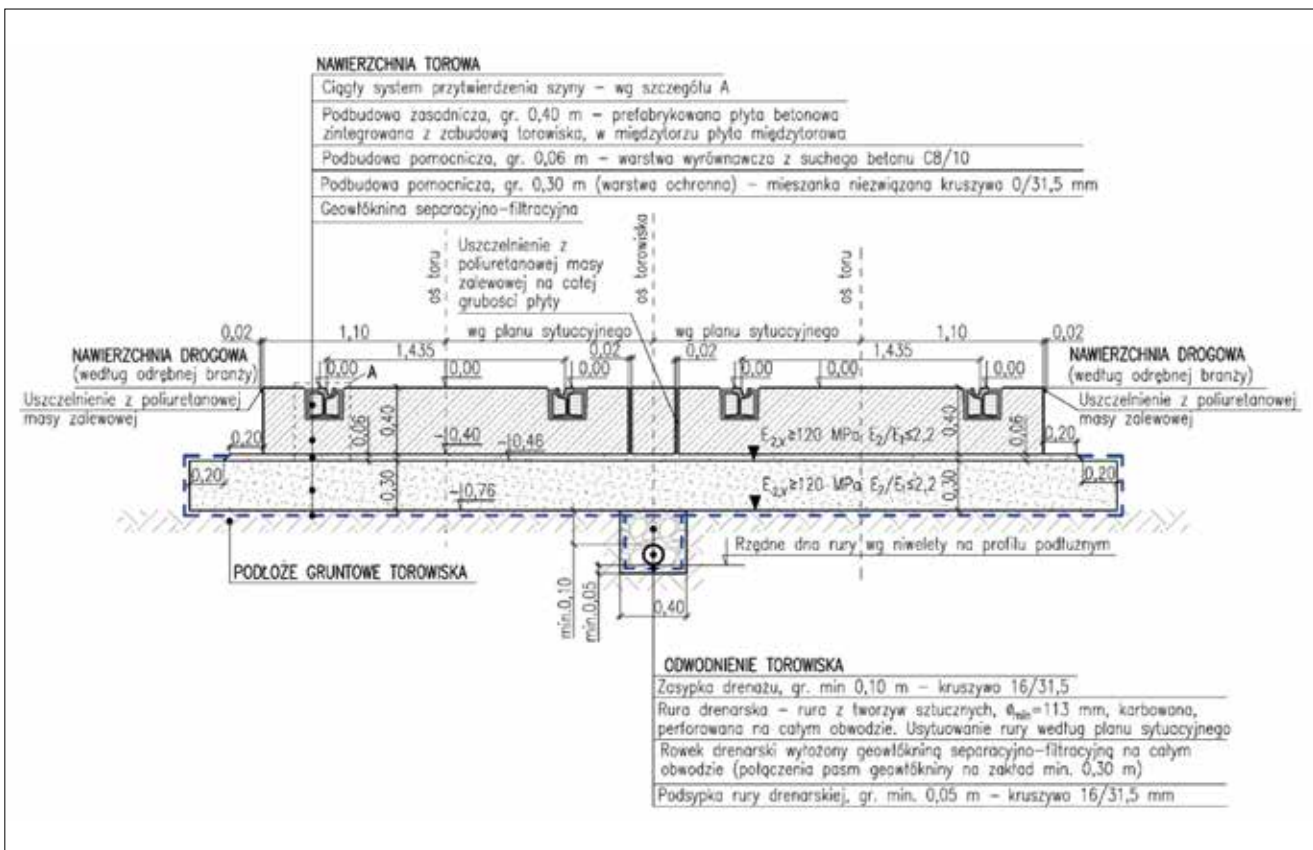 NAWIERZCHNIA TOROWA
Ciągły system przytwierdzenia szyny – wg szczegółu A
Podbudowa zasadnicza, gr. 0,40 m – prefabrykowana płyta betonowa
zintegrowana z zabudową torowiska, w międzytorzu płyta międzytorowa
Podbudowa pomocnicza, gr. 0,06 m – warstwa wyrównawcza z suchego betonu C8/10
Podbudowa pomocnicza, gr. 0,30 m (warstwa ochronna) – mieszanka niezwiązana kruszywa 0/31,5 mm
Geowłóknina separacyjno–filtracyjna
oś toru
Uszczelnienie z
poliuretanowej masy
zalewowej na całej
grubości płyty
oś torowiska
oś toru
0,02
1,10
wg planu sytuacyjnego
wg planu sytuacyjnego
1,10
0,02
NAWIERZCHNIA DROGOWA
(według odrębnej branży)
1,435
0,02
0,02
1,435
NAWIERZCHNIA DROGOWA
(według odrębnej branży)
0,00
A
0,00
0,00
0,00
0,00
0,00
Uszczelnienie z poliuretanowej
masy zalewowej
Uszczelnienie z poliuretanowej
masy zalewowej
0,06
0,40
0,40
0,06
0,20
-0,40
-0,46
E2,v≥120 MPa E2/E1≤2,2
0,20
0,20
0,30
-0,76
E2,v≥120 MPa E2/E1≤2,2
0,30
0,20
Rzędne dna rury wg niwelety na profilu podłużnym
PODŁOŻE GRUNTOWE TOROWISKA
min.0,10
min.0,05
0,40
ODWODNIENIE TOROWISKA
Zasypka drenażu, gr. min 0,10 m – kruszywo 16/31,5
Rura drenarska – rura z tworzyw sztucznych, ømin=113 mm, karbowana,
perforowana na całym obwodzie. Usytuowanie rury według planu sytuacyjnego
Rowek drenarski wyłożony geowłókniną separacyjno–filtracyjną na całym
obwodzie (połączenia pasm geowłókniny na zakład min. 0,30 m)
Podsypka rury drenarskiej, gr. min. 0,05 m – kruszywo 16/31,5 mm